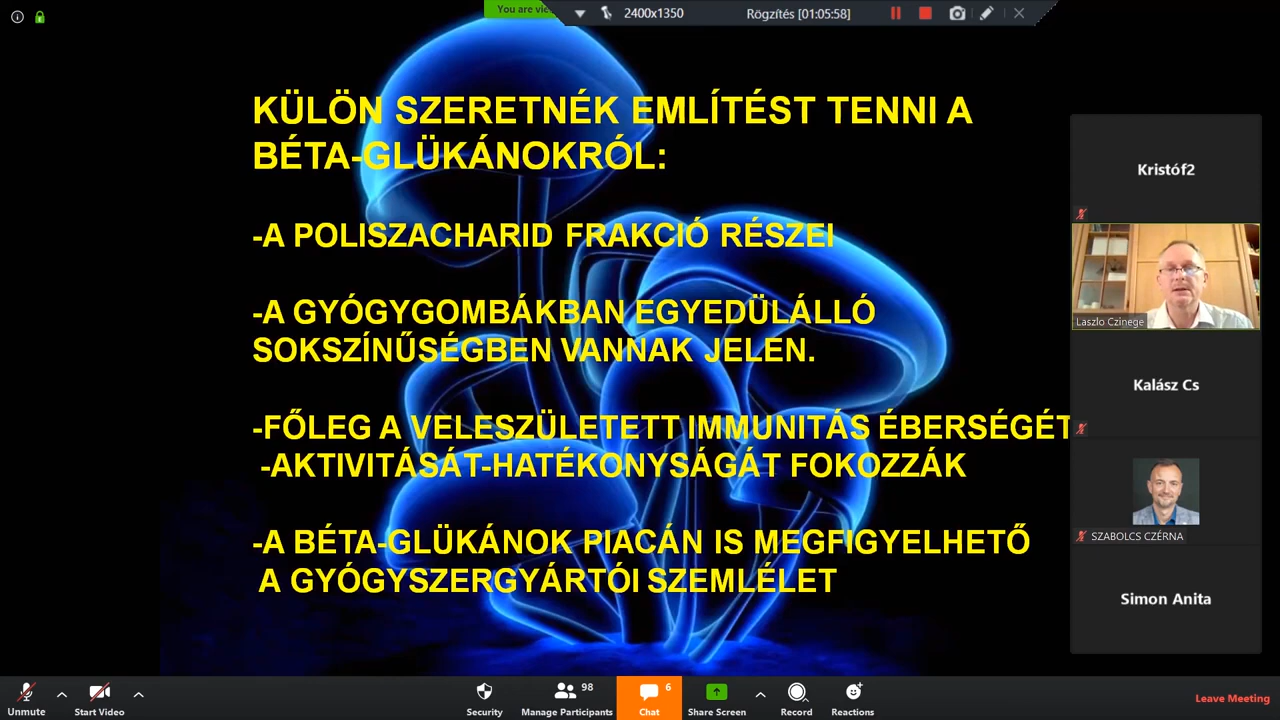 You are vie
2400x1350
Rögzítés [01:05:58]
KÜLÖN SZERETNÉK EMLÍTÉST TENNI A
BÉTA-GLÜKÁNOKRÓL:
-A POLISZACHARID FRAKCIÓ RÉSZEI
-A GYÓGYGOMBÁKBAN EGYEDÜLÁLLÓ
SOKSZÍNŰSÉGBEN VANNAK JELEN.
-FŐLEG A VELESZÜLETETT IMMUNITÁS ÉBERSÉGÉT
-AKTIVITÁSÁT-HATÉKONYSÁGÁT FOKOZZÁK
-A BÉTA-GLÜKÁNOK PIACÁN IS MEGFIGYELHETŐ
A GYÓGYSZERGYÁRTÓI SZEMLÉLET
Kristóf2
Laszlo Czinege
Kalász Cs
SZABOLCS CZÉRNA
Simon Anita
Unmute
Start Video
Security
98
Manage Participants
6
Chat
Share Screen
Record
Reactions
Leave Meeting